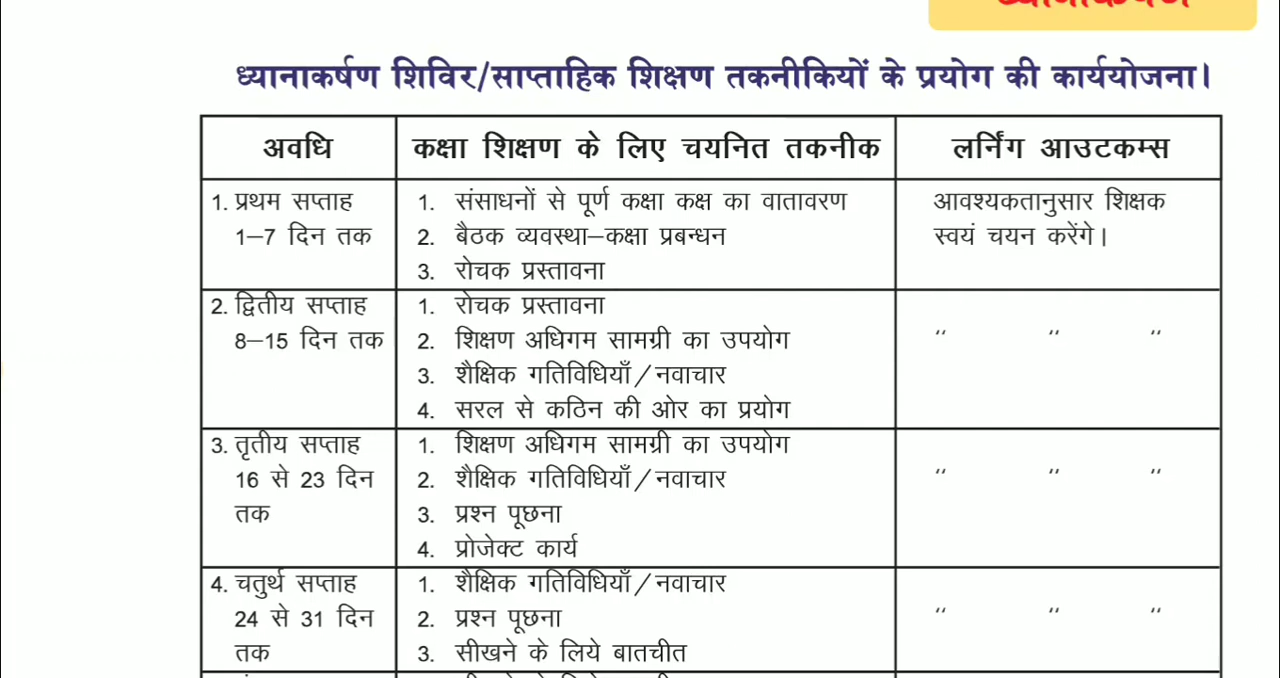 ध्यानाकर्षण शिविर/साप्ताहिक शिक्षण तकनीकियों के प्रयोग की कार्ययोजना।
अवधि कक्षा शिक्षण के लिए चयनित तकनीक लर्निंग आउटकम्स
1. प्रथम सप्ताह 1. संसाधनों से पूर्ण कक्षा कक्ष का वातावरण आवश्यकतानुसार शिक्षक
1–7 दिन तक 2. बैठक व्यवस्था–कक्षा प्रबन्धन स्वयं चयन करेंगे।
3. रोचक प्रस्तावना
2. द्वितीय सप्ताह 1. रोचक प्रस्तावना
8–15 दिन तक 2. शिक्षण अधिगम सामग्री का उपयोग “ “ “
3. शैक्षिक गतिविधियाँ/नवाचार
4. सरल से कठिन की ओर का प्रयोग
3. तृतीय सप्ताह 1. शिक्षण अधिगम सामग्री का उपयोग
16 से 23 दिन 2. शैक्षिक गतिविधियाँ/नवाचार “ “ “
तक 3. प्रश्न पूछना
4. प्रोजेक्ट कार्य
4. चतुर्थ सप्ताह 1. शैक्षिक गतिविधियाँ/नवाचार
24 से 31 दिन 2. प्रश्न पूछना “ “ “
तक 3. सीखने के लिये बातचीत